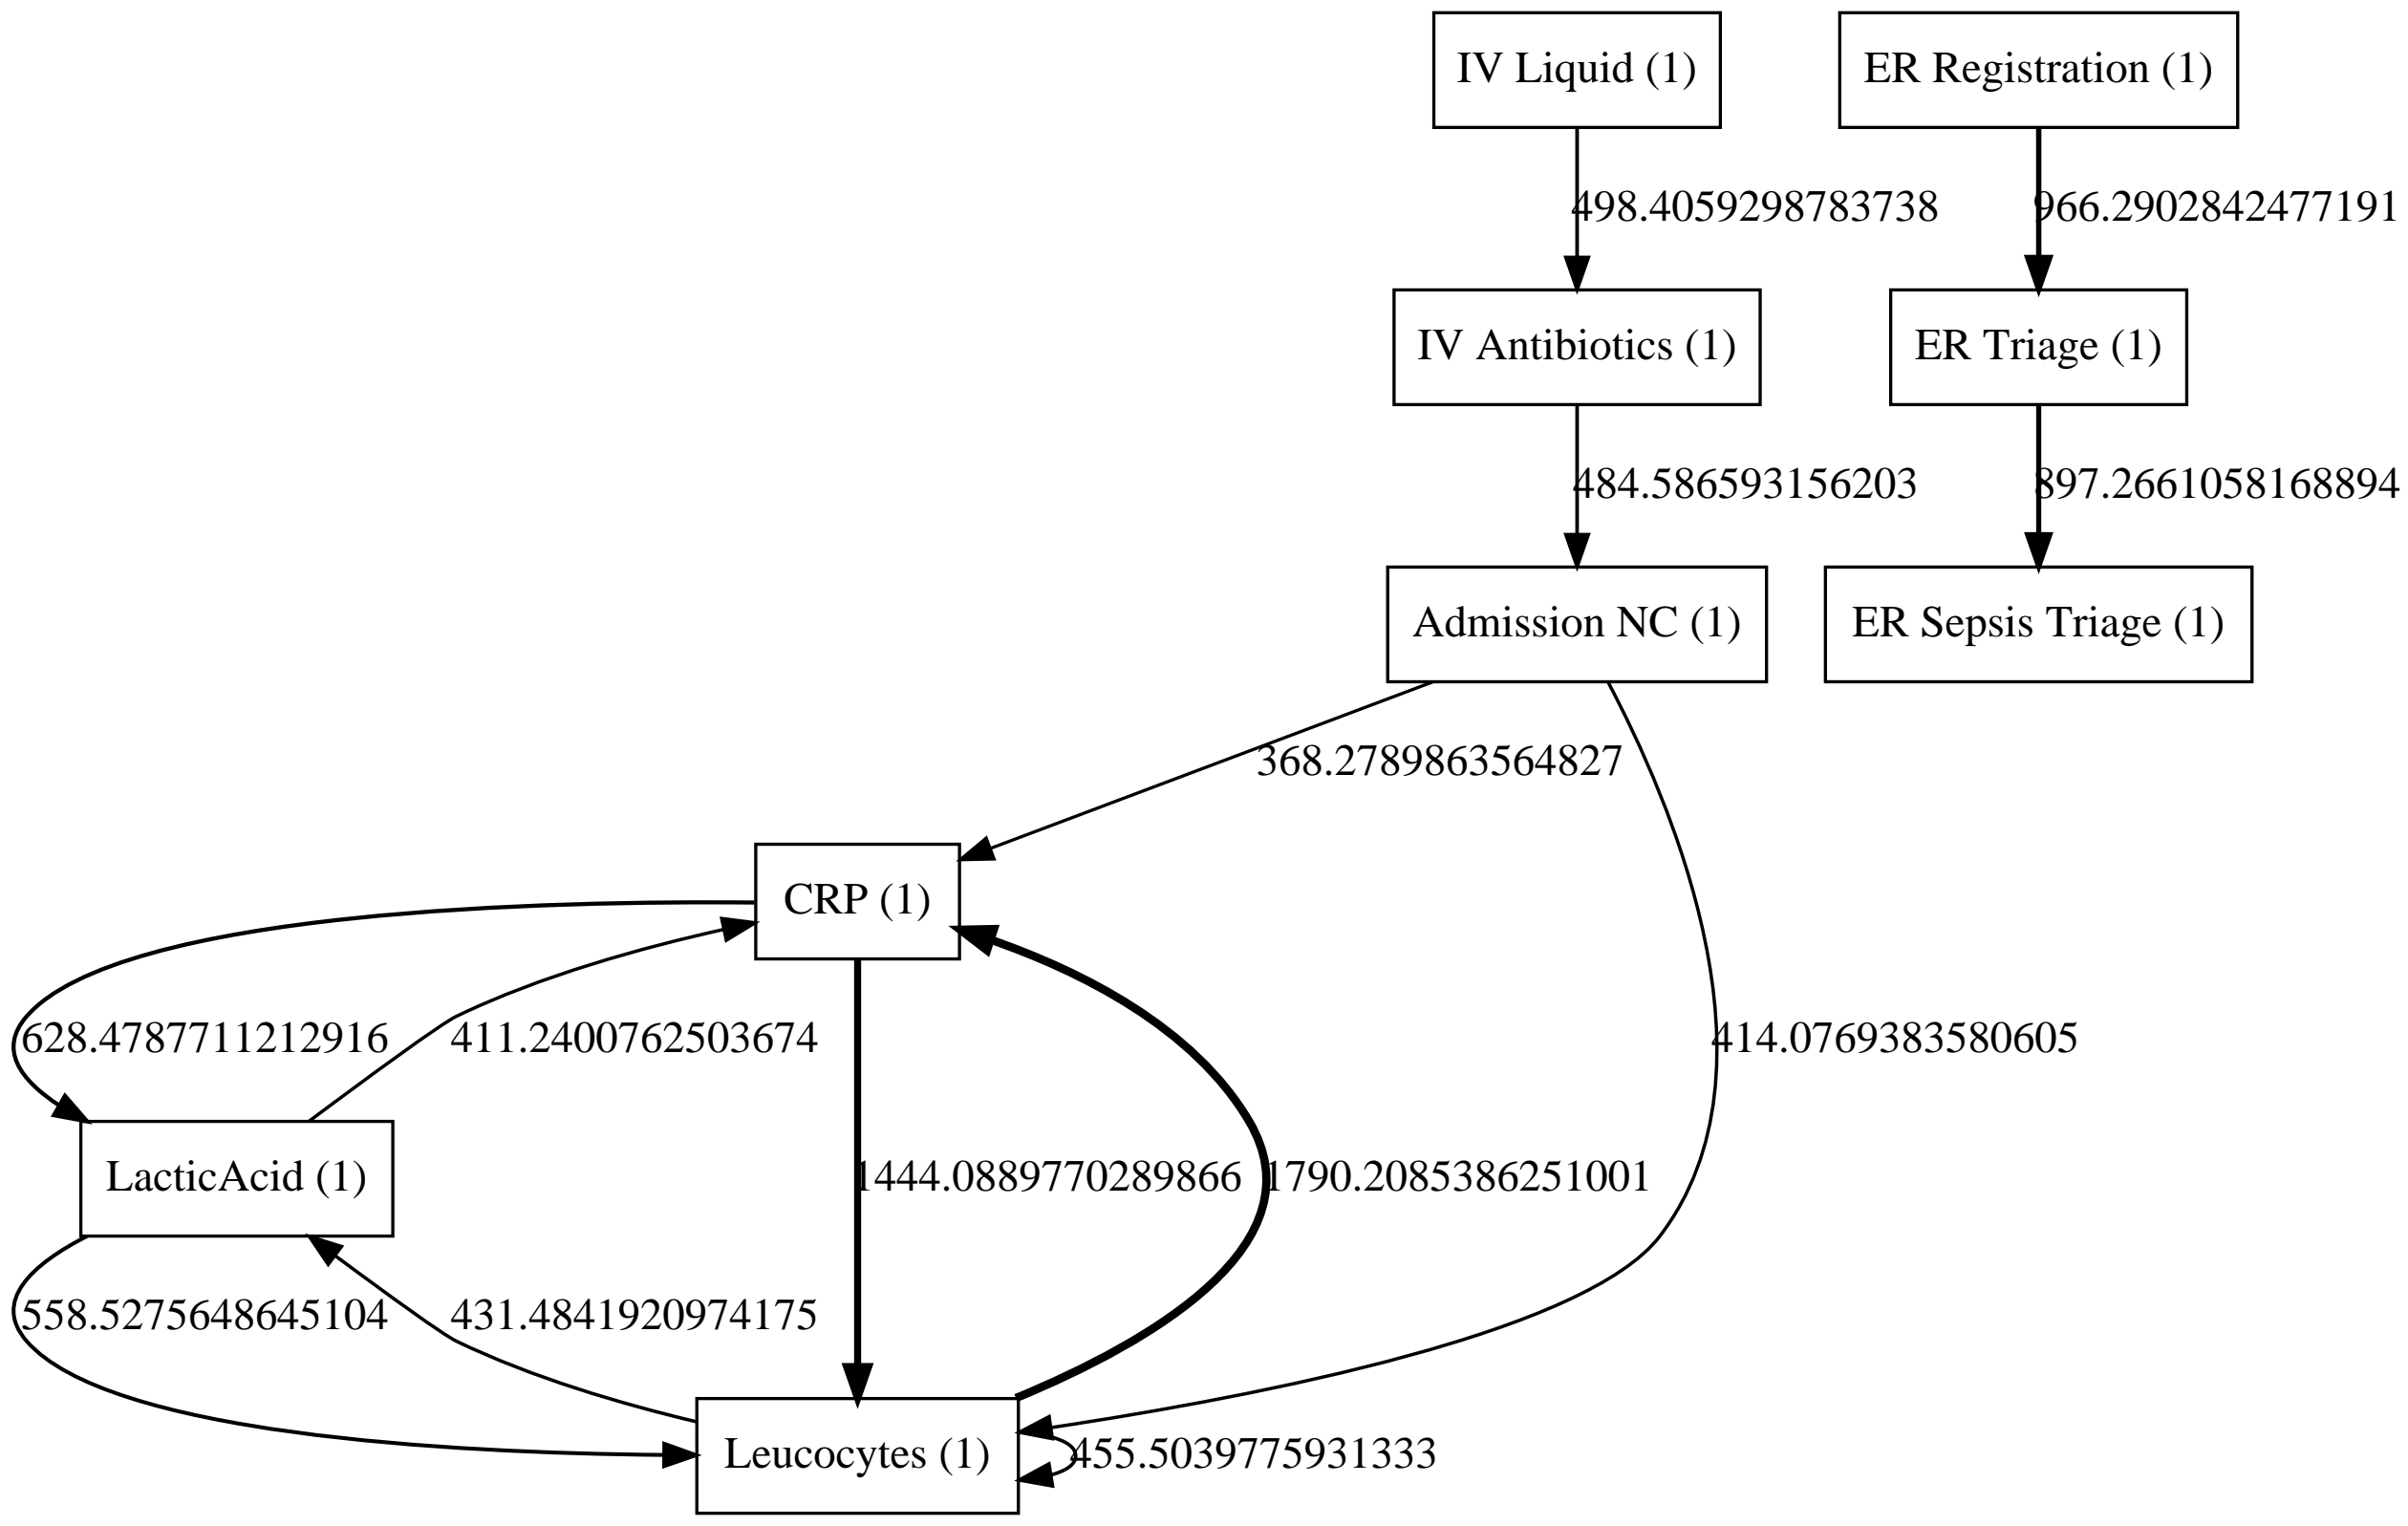 IV Liquid (1)
ER Registration (1)
498.4059298783738
966.2902842477191
IV Antibiotics (1)
ER Triage (1)
484.586593156203
897.2661058168894
Admission NC (1)
ER Sepsis Triage (1)
368.2789863564827
CRP (1)
628.4787711212916
411.2400762503674
414.0769383580605
LacticAcid (1)
1444.0889770289866
1790.2085386251001
558.5275648645104
431.4841920974175
Leucocytes (1)
455.5039775931333